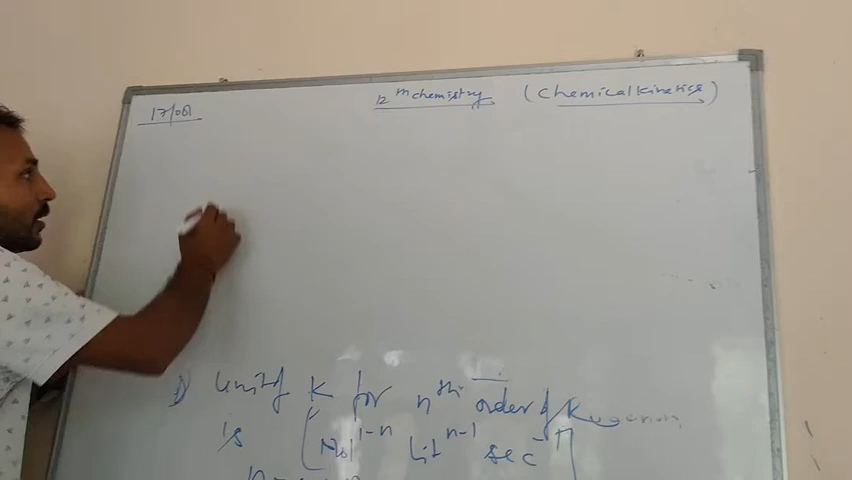 17/08
12th chemistry (Chemical Kinetics)
1) Unit of K for nth order of
is [Mol^1-n Lit^n-1 sec^-1]